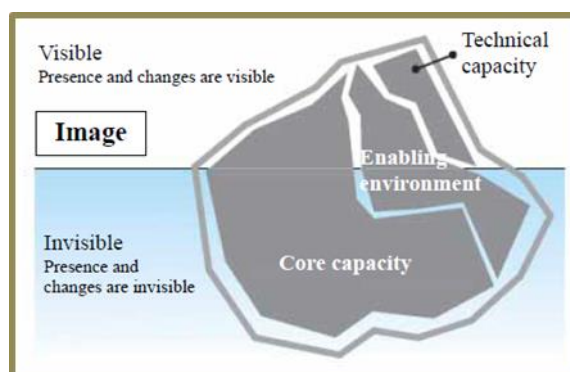 Visible
Presence and changes are visible
Technical
capacity
Image
Enabling
environment
Invisible
Presence and
changes are invisible
Core capacity